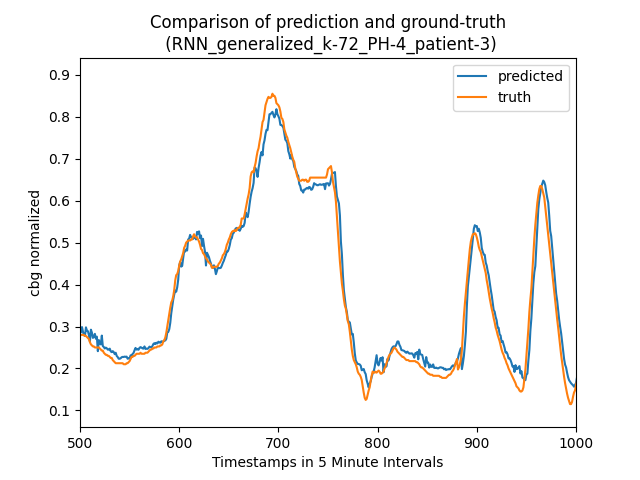 Comparison of prediction and ground-truth
(RNN_generalized_k-72_PH-4_patient-3)
predicted
truth
0.9
0.8
0.7
0.6
0.5
0.4
0.3
0.2
0.1
cbg normalized
500 600 700 800 900 1000
Timestamps in 5 Minute Intervals